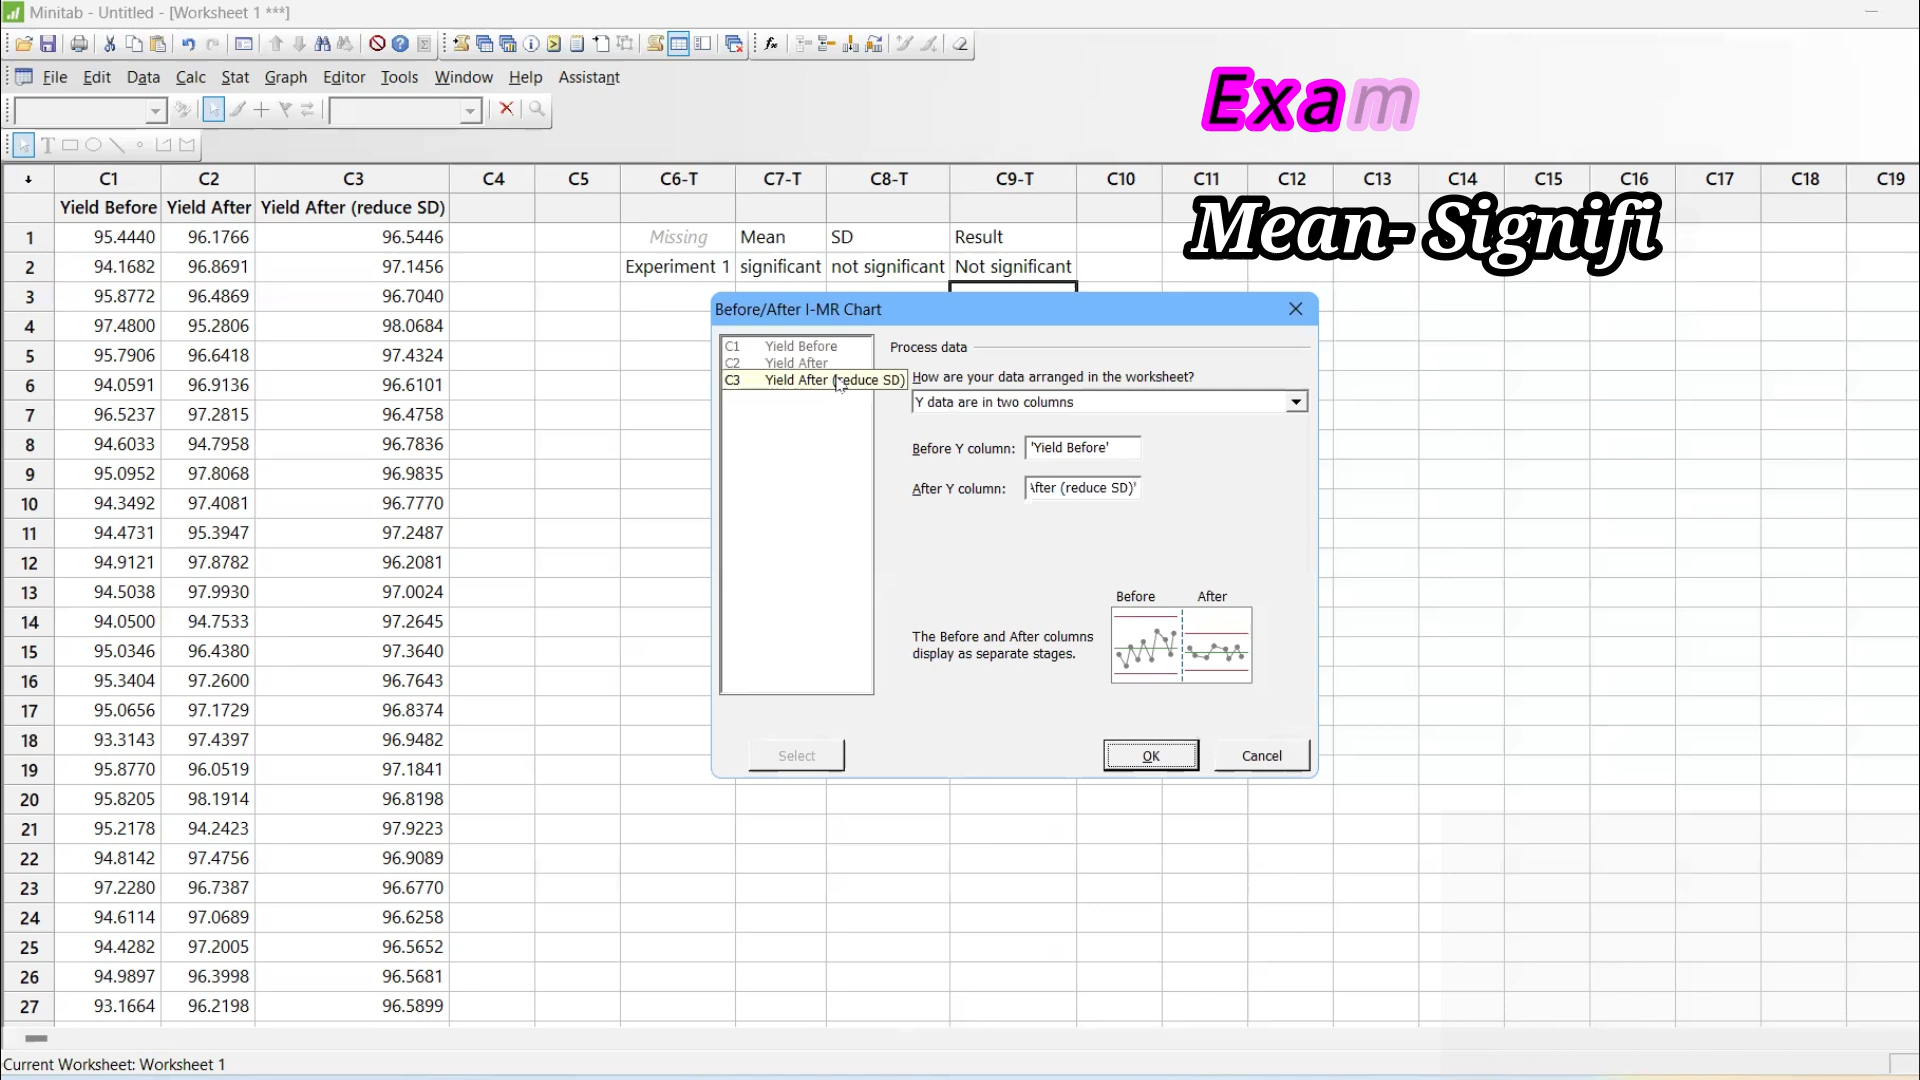 Minitab - Untitled - [Worksheet 1 ***]
File Edit Data Calc Stat Graph Editor Tools Window Help Assistant
Exam
Mean- Signifi
C1 C2 C3 C4 C5 C6-T C7-T C8-T C9-T C10 C11 C12 C13 C14 C15 C16 C17 C18 C19
Yield Before Yield After Yield After (reduce SD)
1 95.4440 96.1766 96.5446 Missing Mean SD Result
2 94.1682 96.8691 97.1456 Experiment 1 significant not significant Not significant
3 95.8772 96.4869 96.7040
4 97.4800 95.2806 98.0684
5 95.7906 96.6418 97.4324
6 94.0591 96.9136 96.6101
7 96.5237 97.2815 96.4758
8 94.6033 94.7958 96.7836
9 95.0952 97.8068 96.9835
10 94.3492 97.4081 96.7770
11 94.4731 95.3947 97.2487
12 94.9121 97.8782 96.2081
13 94.5038 97.9930 97.0024
14 94.0500 94.7533 97.2645
15 95.0346 96.4380 97.3640
16 95.3404 97.2600 96.7643
17 95.0656 97.1729 96.8374
18 93.3143 97.4397 96.9482
19 95.8770 96.0519 97.1841
20 95.8205 98.1914 96.8198
21 95.2178 94.2423 97.9223
22 94.8142 97.4756 96.9089
23 97.2280 96.7387 96.6770
24 94.6114 97.0689 96.6258
25 94.4282 97.2005 96.5652
26 94.9897 96.3998 96.5681
27 93.1664 96.2198 96.5899
Before/After I-MR Chart
C1 Yield Before
C2 Yield After
C3 Yield After (reduce SD)
Process data
How are your data arranged in the worksheet?
Y data are in two columns
Before Y column: 'Yield Before'
After Y column: After (reduce SD)'
Before After
The Before and After columns
display as separate stages.
Select OK Cancel
Current Worksheet: Worksheet 1